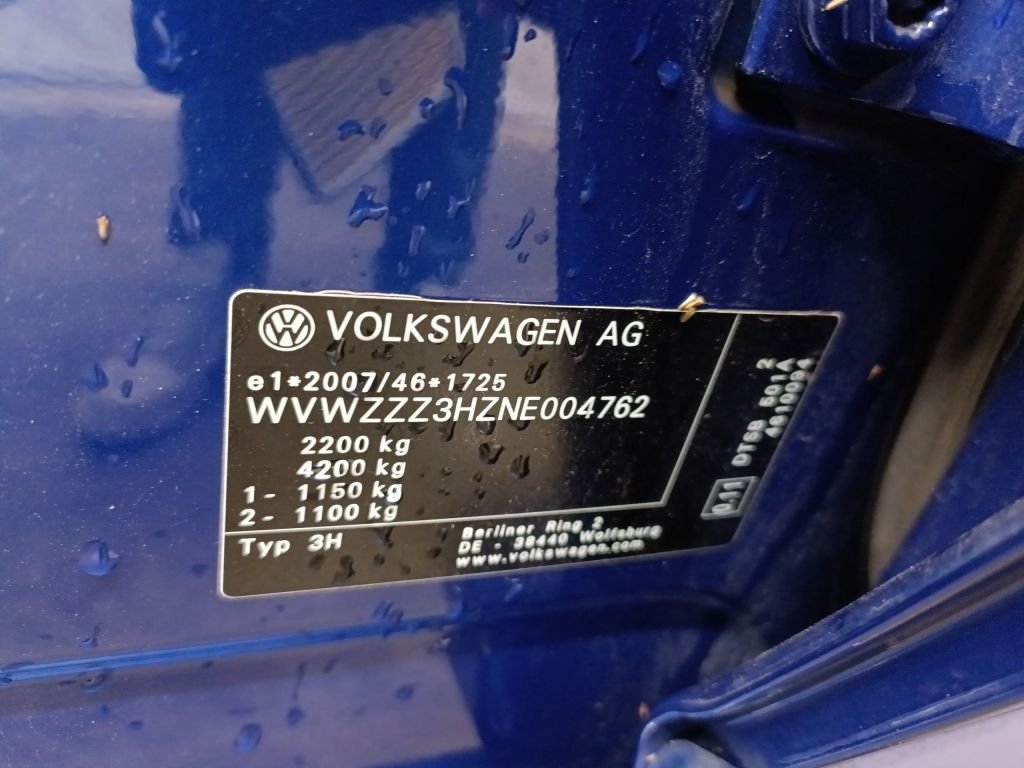 VOLKSWAGEN AG
e1*2007/46*1725
WVWZZZ3HZNE004762
2200 kg
4200 kg
1- 1150 kg
2- 1100 kg
Typ 3H
Berliner Ring 2
DE - 38440 Wolfsburg
www.volkswagen.com
2